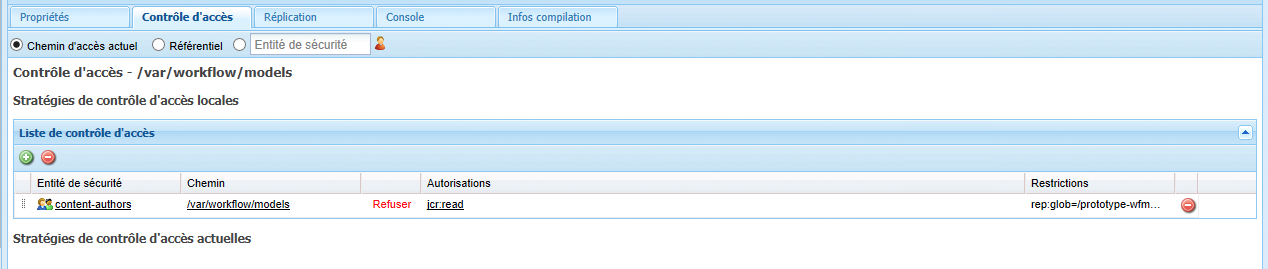 Propriétés Contrôle d'accès Réplication Console Infos compilation
Chemin d'accès actuel Référentiel Entité de sécurité
Contrôle d'accès - /var/workflow/models
Stratégies de contrôle d'accès locales
Liste de contrôle d'accès
Entité de sécurité Chemin Autorisations Restrictions
content-authors /var/workflow/models Refuser jcr:read rep:glob=/prototype-wfm...
Stratégies de contrôle d'accès actuelles